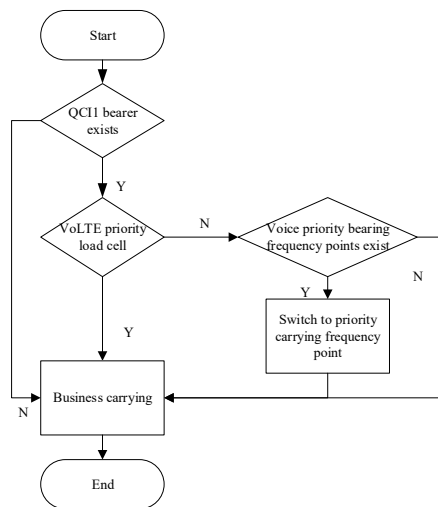 Start
QCI1 bearer
exists
Y
VoLTE priority
load cell
N
Voice priority bearing
frequency points exist
N
Y
Switch to priority
carrying frequency
point
Y
Business carrying
N
End